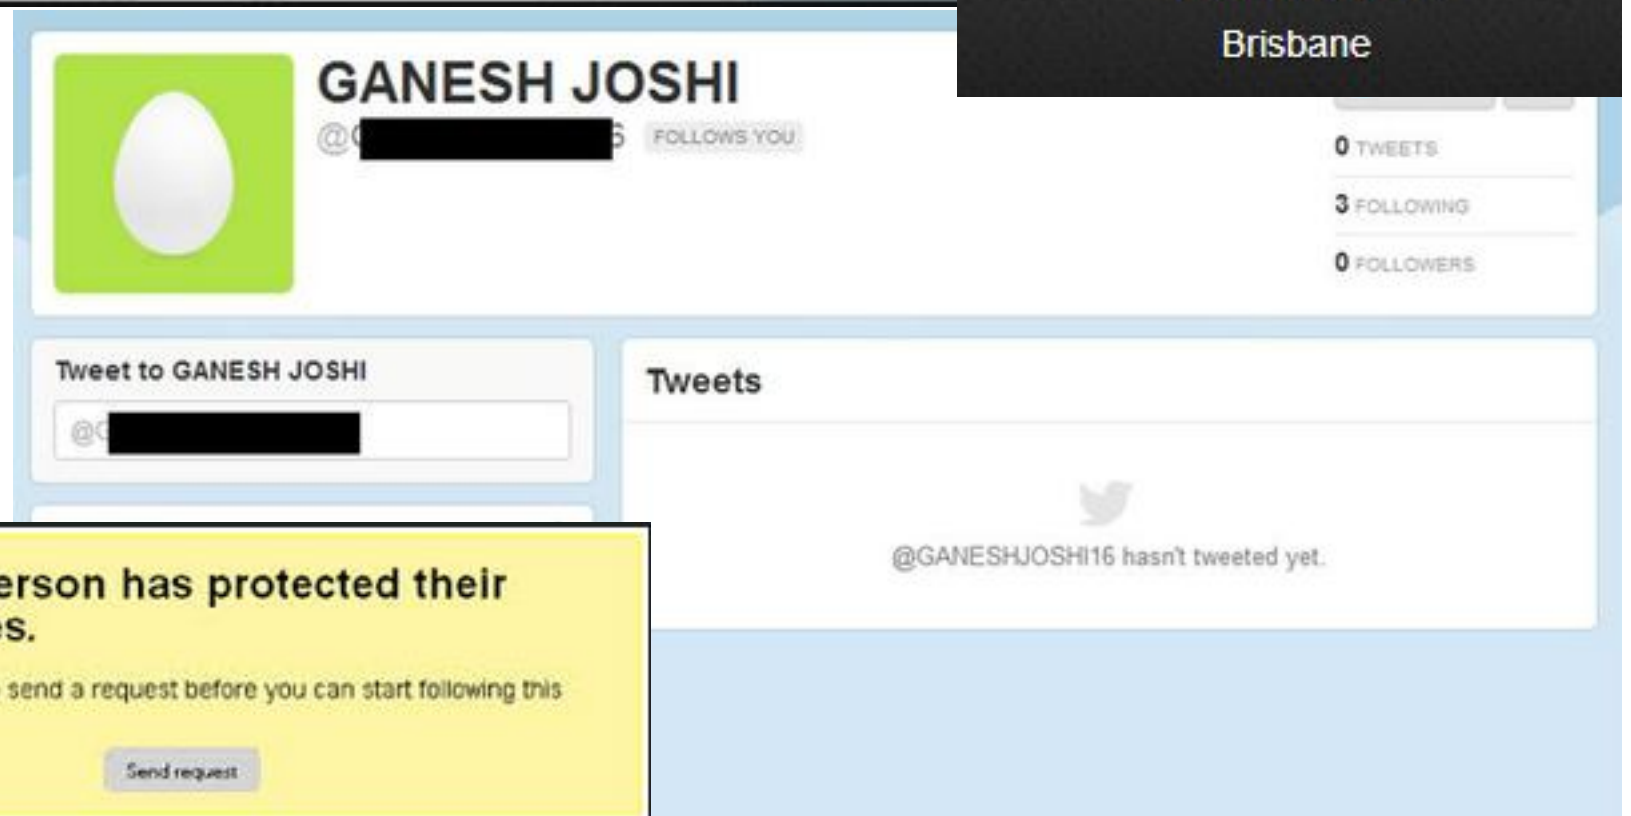 Brisbane
GANESH JOSHI
FOLLOWS YOU
0 TWEETS
3 FOLLOWING
0 FOLLOWERS
Tweet to GANESH JOSHI
Tweets
@GANESHJOSHI16 hasn't tweeted yet.
has protected their
send a request before you can start following this
Send request